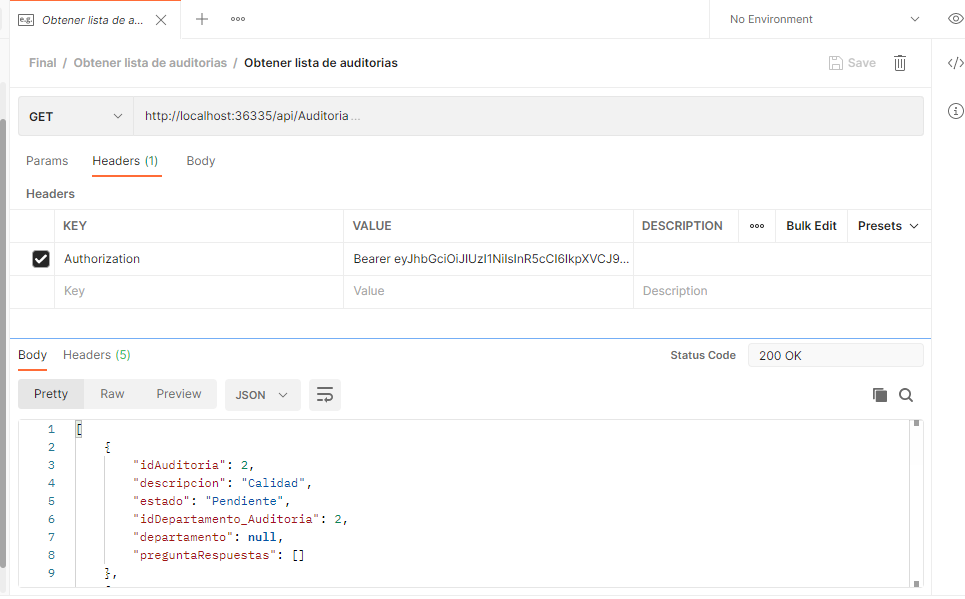 e.g. Obtener lista de a...
No Environment
Final / Obtener lista de auditorias / Obtener lista de auditorias
Save
GET
http://localhost:36335/api/Auditoria ...
Params
Headers (1)
Body
Headers
KEY
VALUE
DESCRIPTION
Bulk Edit
Presets
Authorization
Bearer eyJhbGciOiJIUzI1NiIsInR5cCI6IkpXVCJ9...
Key
Value
Description
Body
Headers (5)
Status Code
200 OK
Pretty
Raw
Preview
JSON
1 [
2 {
3 "idAuditoria": 2,
4 "descripcion": "Calidad",
5 "estado": "Pendiente",
6 "idDepartamento_Auditoria": 2,
7 "departamento": null,
8 "preguntaRespuestas": []
9 },